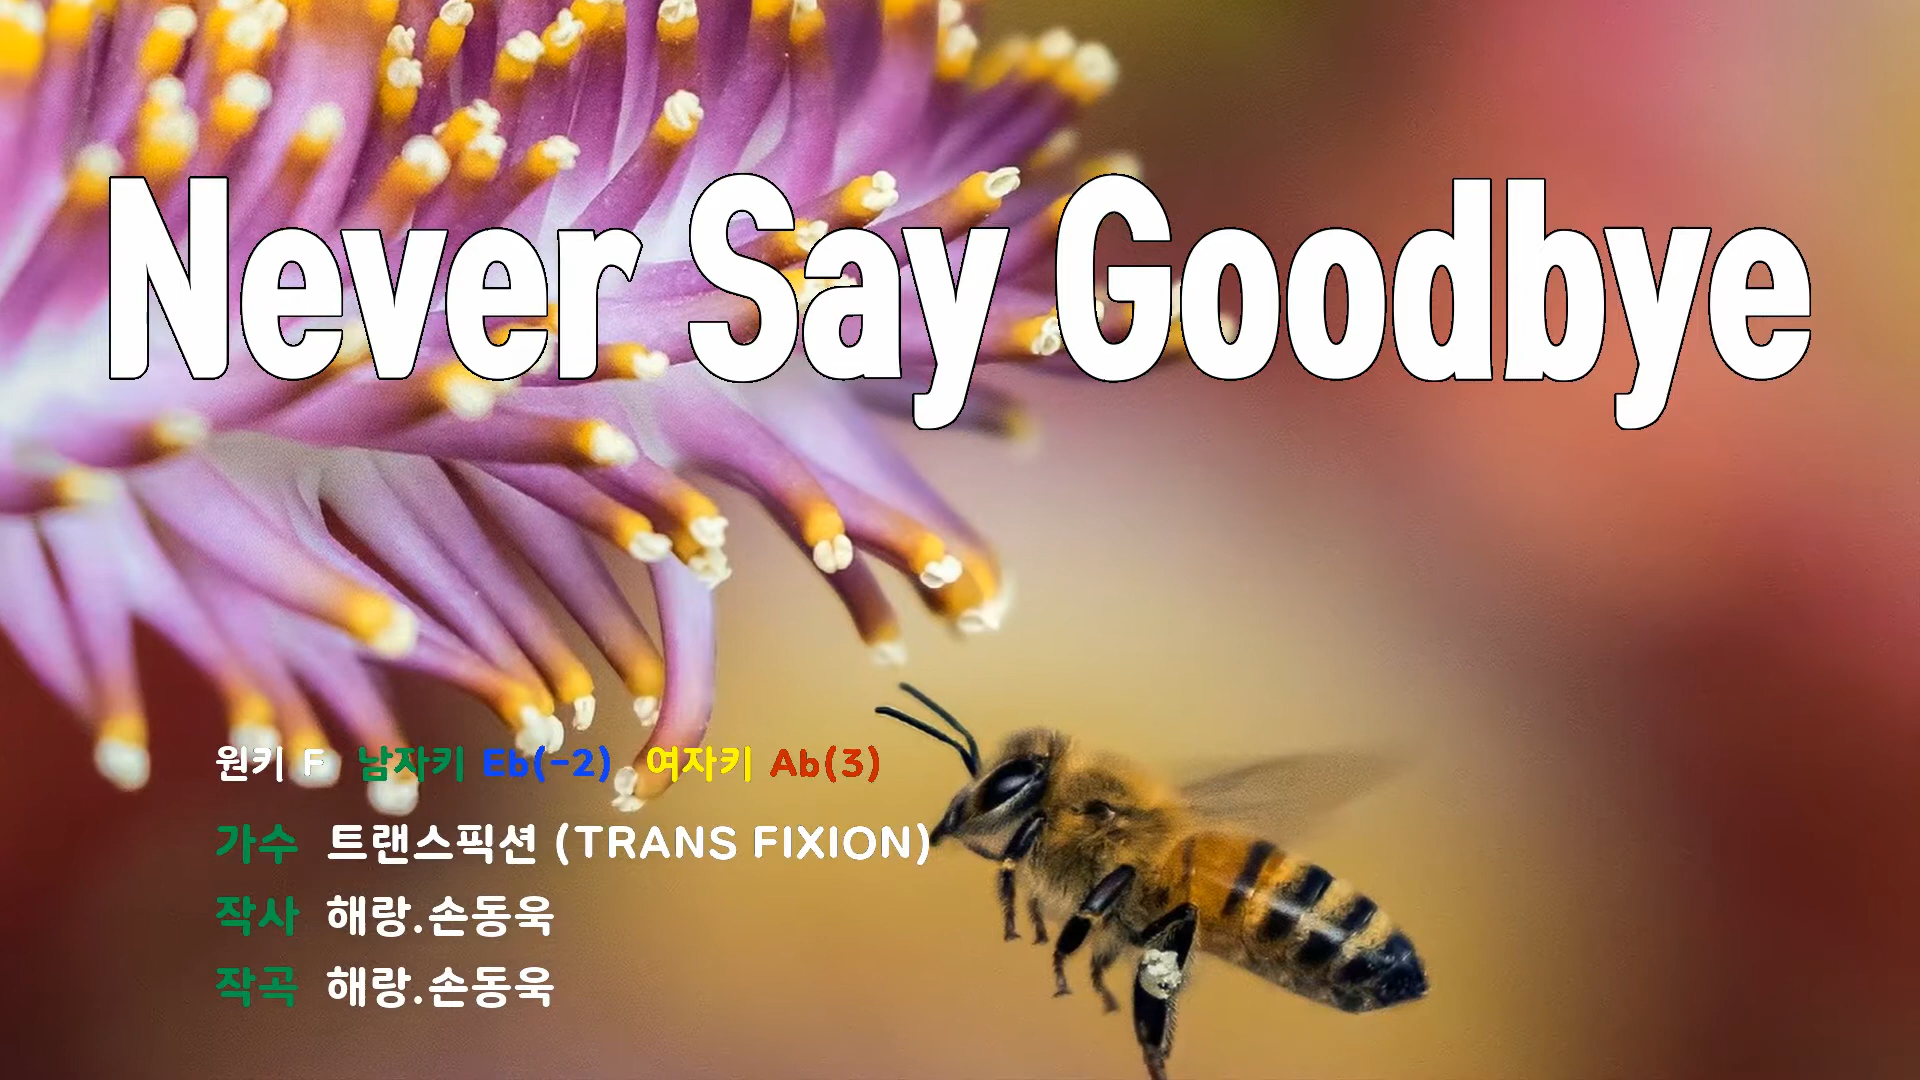 Never Say Goodbye
원키 F 남자키 Eb(-2) 여자키 Ab(3)
가수 트랜스픽션 (TRANS FIXION)
작사 해랑.손동욱
작곡 해랑.손동욱